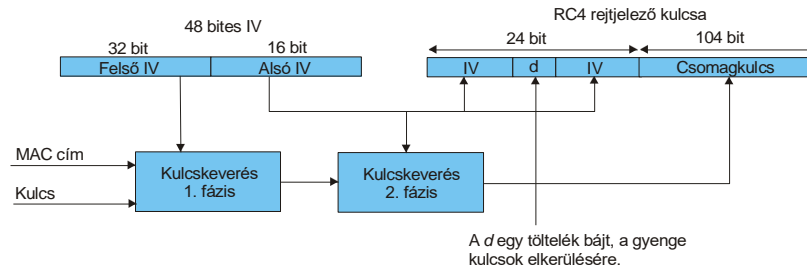 48 bites IV
RC4 rejtjelező kulcsa
32 bit
16 bit
24 bit
104 bit
Felső IV
Alsó IV
IV
d
IV
Csomagkulcs
MAC cím
Kulcs
Kulcskeverés
1. fázis
Kulcskeverés
2. fázis
A d egy töltelék bájt, a gyenge
kulcsok elkerülésére.